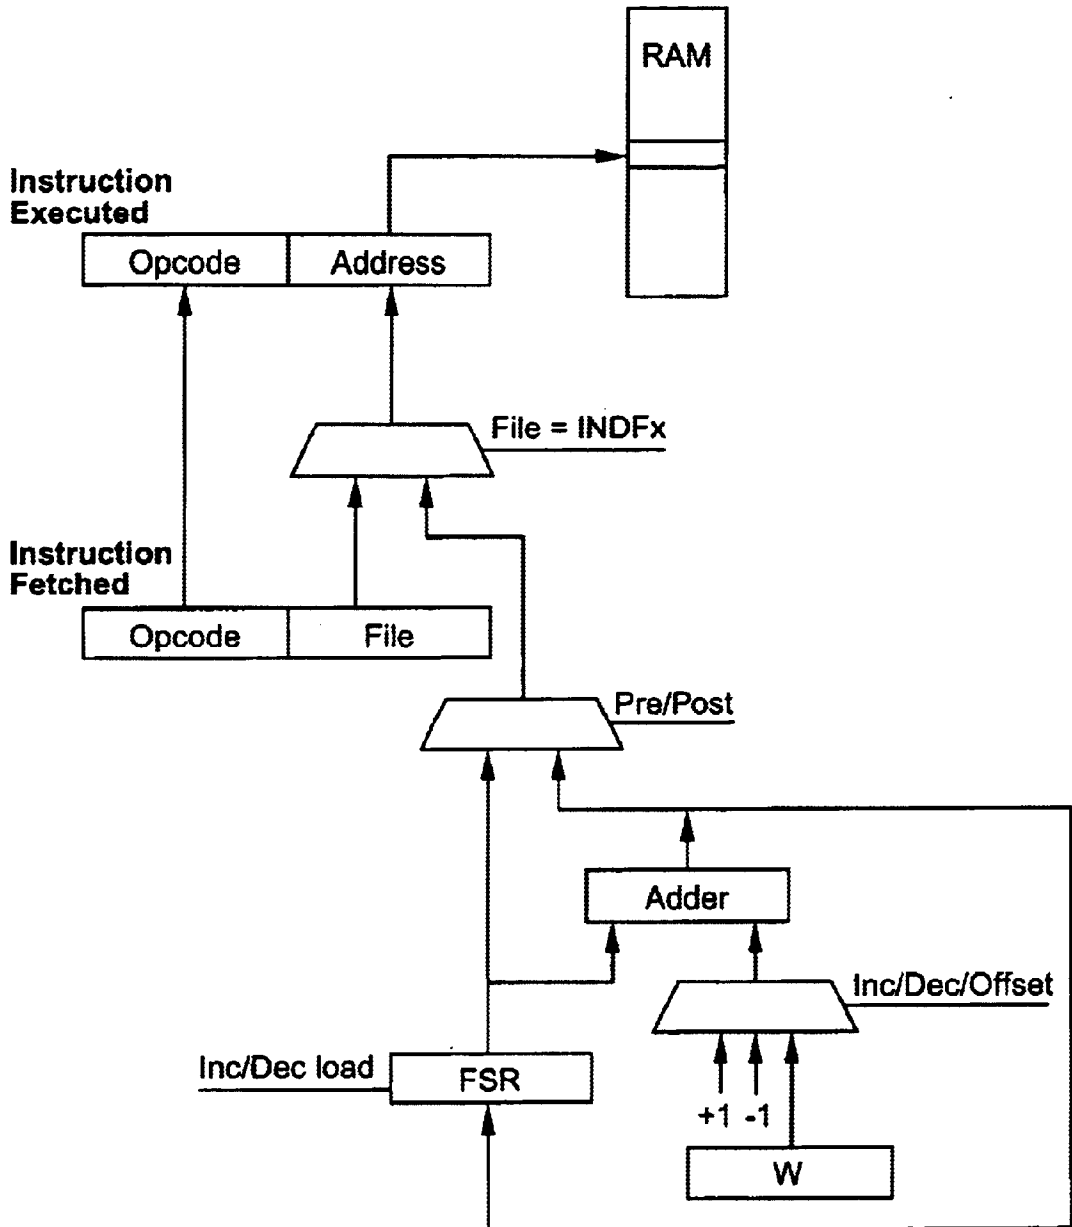 RAM
Instruction
Executed
Opcode
Address
File = INDFx
Instruction
Fetched
Opcode
File
Pre/Post
Adder
Inc/Dec/Offset
Inc/Dec load
FSR
+1
-1
W